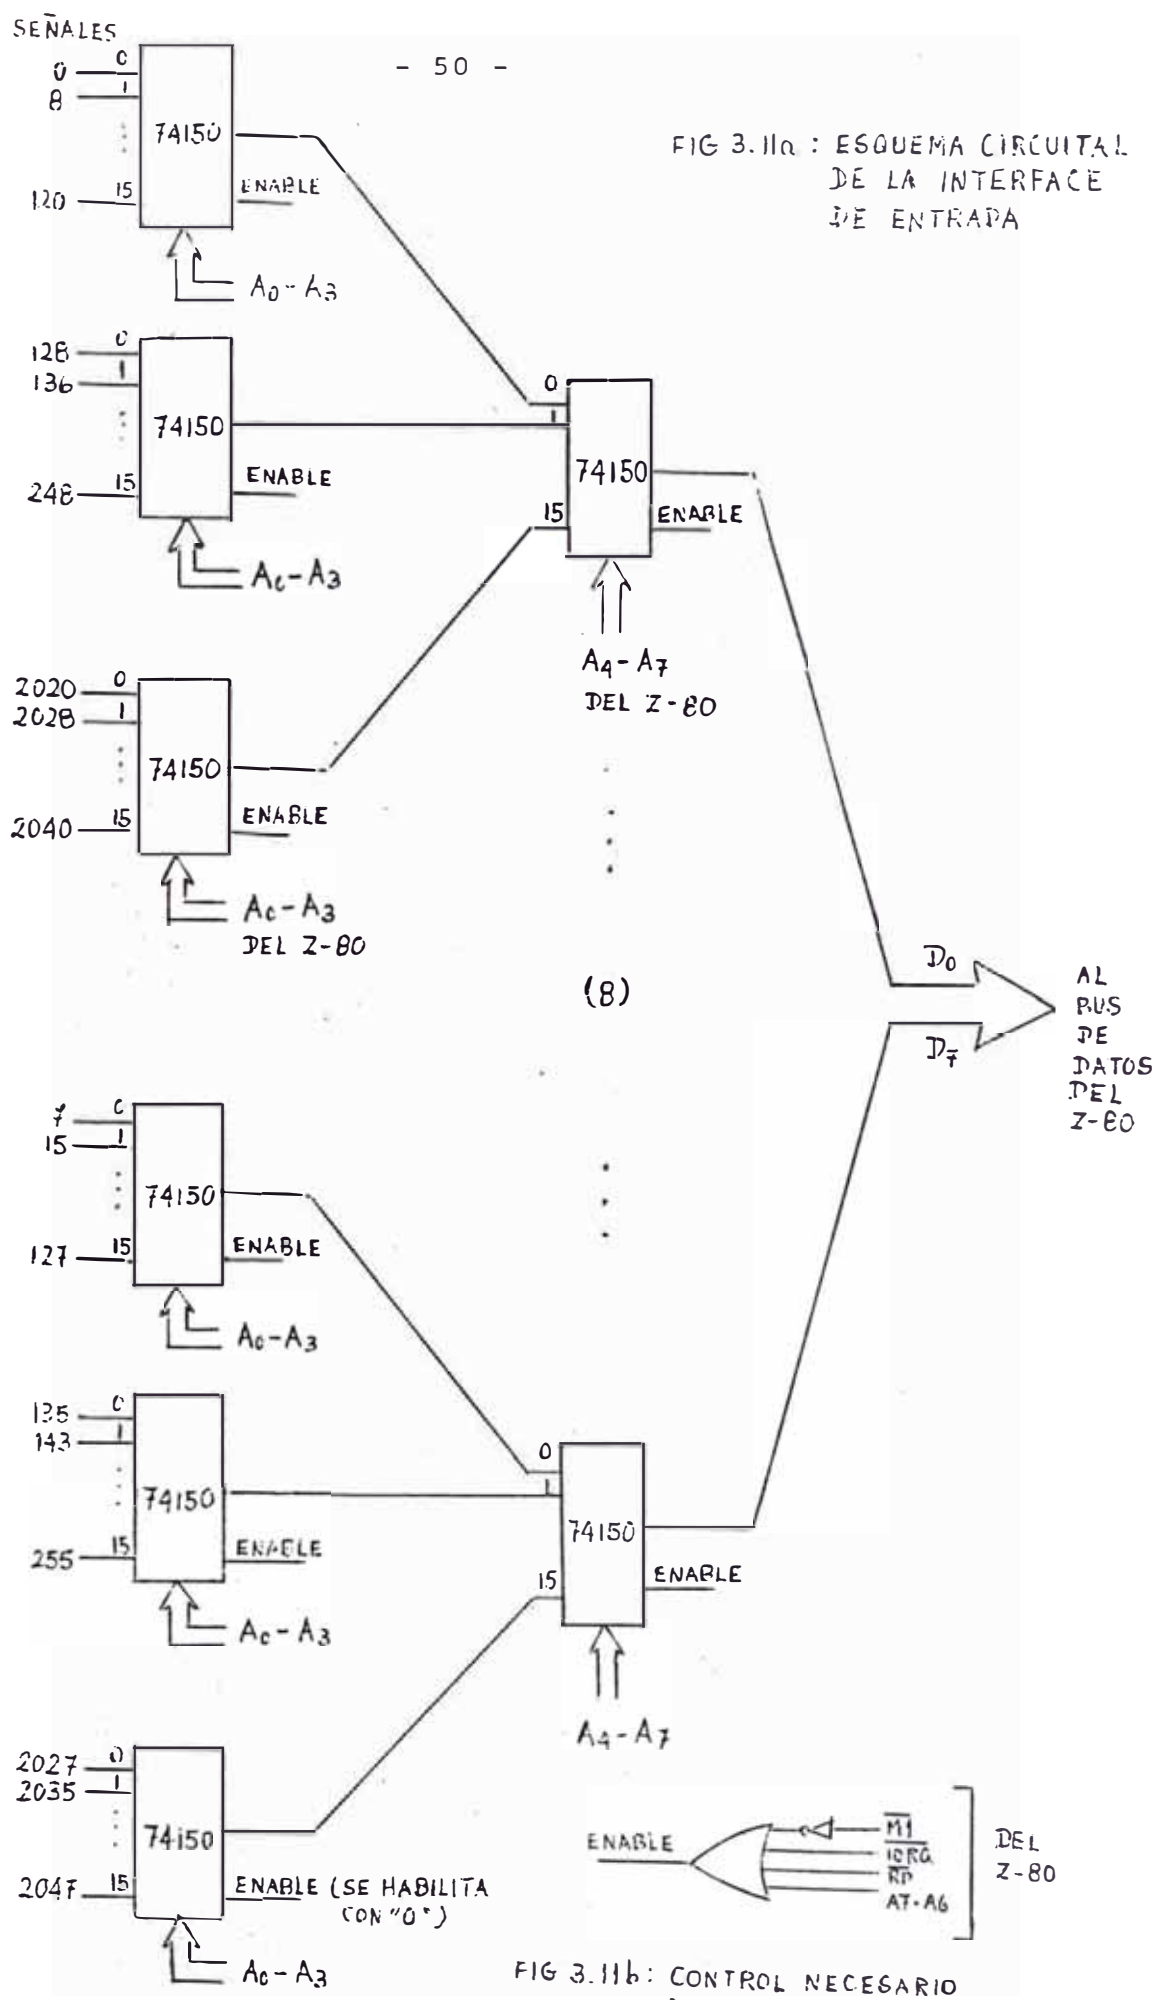 - 50 -
FIG 3.11a : ESQUEMA CIRCUITAL
DE LA INTERFACE
DE ENTRADA
SEÑALES
0 0
8 1
74150
120 15
ENABLE
A0-A3
128 0
136 1
74150
248 15
ENABLE
A0-A3
0
1
74150
15
ENABLE
A4-A7
DEL Z-80
2020 0
2028 1
74150
2040 15
ENABLE
A0-A3
DEL Z-80
(8)
D0
D7
AL
BUS
DE
DATOS
DEL
Z-80
7 0
15 1
74150
127 15
ENABLE
A0-A3
135 0
143 1
74150
255 15
ENABLE
A0-A3
0
1
74150
15
ENABLE
A4-A7
2027 0
2035 1
74150
2047 15
ENABLE (SE HABILITA
CON "0")
A0-A3
ENABLE
M1
IORQ
RD
A7-A6
DEL
Z-80
FIG 3.11b: CONTROL NECESARIO